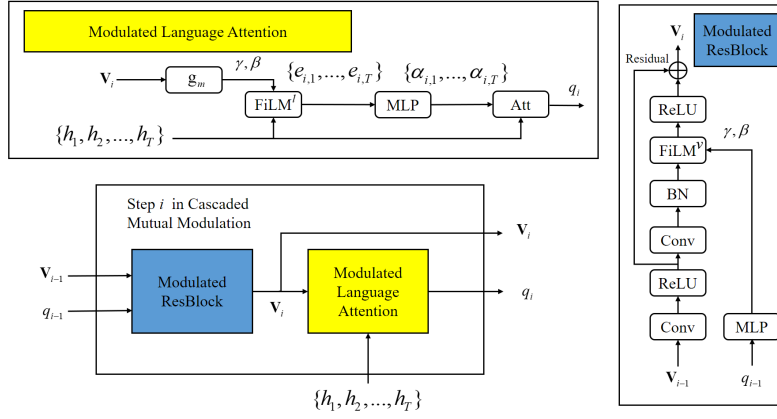 Modulated Language Attention
V_i
g_m
γ, β
{e_{i,1},...,e_{i,T}}
{α_{i,1},...,α_{i,T}}
FiLM^l
MLP
Att
q_i
{h_1, h_2,..., h_T}
Step i in Cascaded
Mutual Modulation
V_{i-1}
q_{i-1}
Modulated
ResBlock
V_i
Modulated
Language
Attention
V_i
q_i
{h_1, h_2,..., h_T}
Modulated
ResBlock
V_i
Residual
ReLU
γ, β
FiLM^v
BN
Conv
ReLU
Conv
MLP
V_{i-1}
q_{i-1}